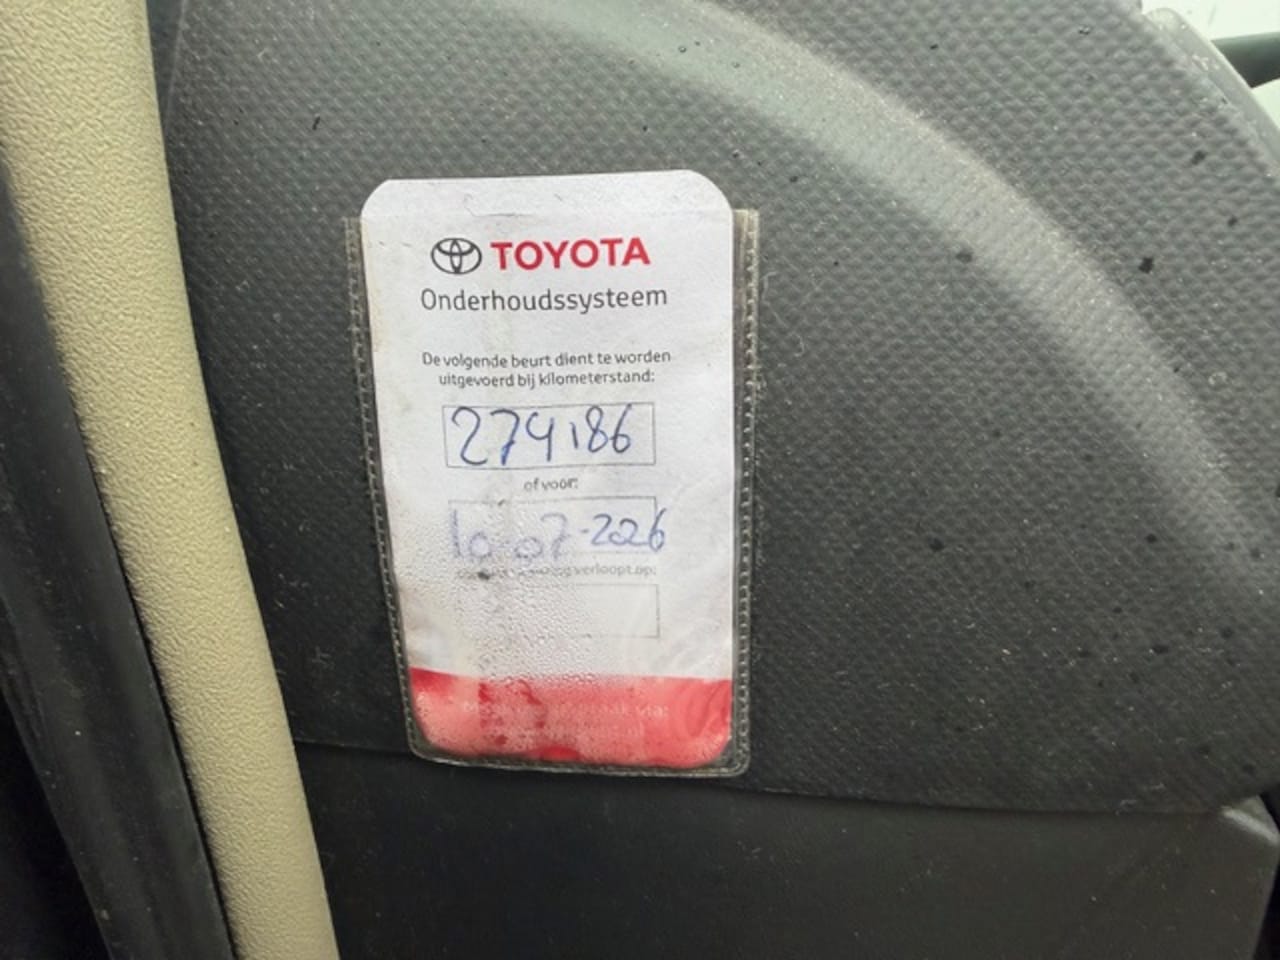 TOYOTA
Onderhoudssysteem
De volgende beurt dient te worden
uitgevoerd bij kilometerstand:
274186
of voor:
10-07-2026
verloopt op:
via: